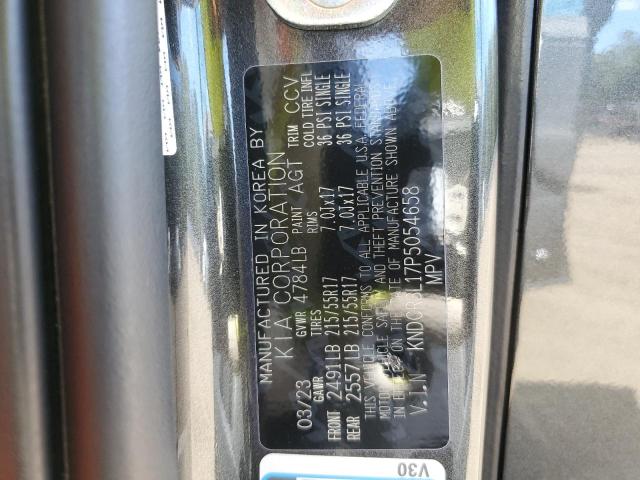 MANUFACTURED IN KOREA BY
KIA CORPORATION
03/23 GVWR 4784LB PAINT AGT TRIM CCV
GAWR TIRES RIMS COLD TIRE INFL
FRONT 2491LB 215/55R17 7.0Jx17 36 PSI SINGLE
REAR 2557LB 215/55R17 7.0Jx17 36 PSI SINGLE
THIS VEHICLE CONFORMS TO ALL APPLICABLE U.S.A. FEDERAL
MOTOR VEHICLE SAFETY AND THEFT PREVENTION STANDARDS
IN EFFECT ON THE DATE OF MANUFACTURE SHOWN ABOVE
V.I.N KNDC L17P5054658
MPV
V30